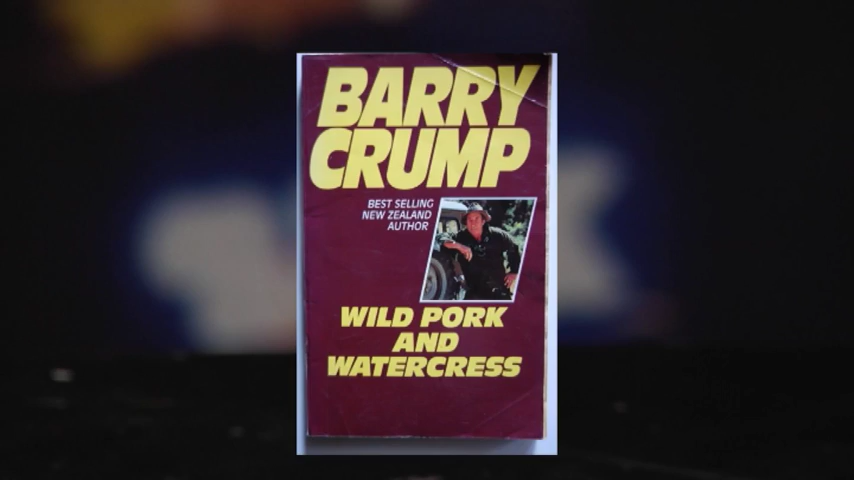 BARRY
CRUMP
BEST SELLING
NEW ZEALAND
AUTHOR
WILD PORK
AND
WATERCRESS